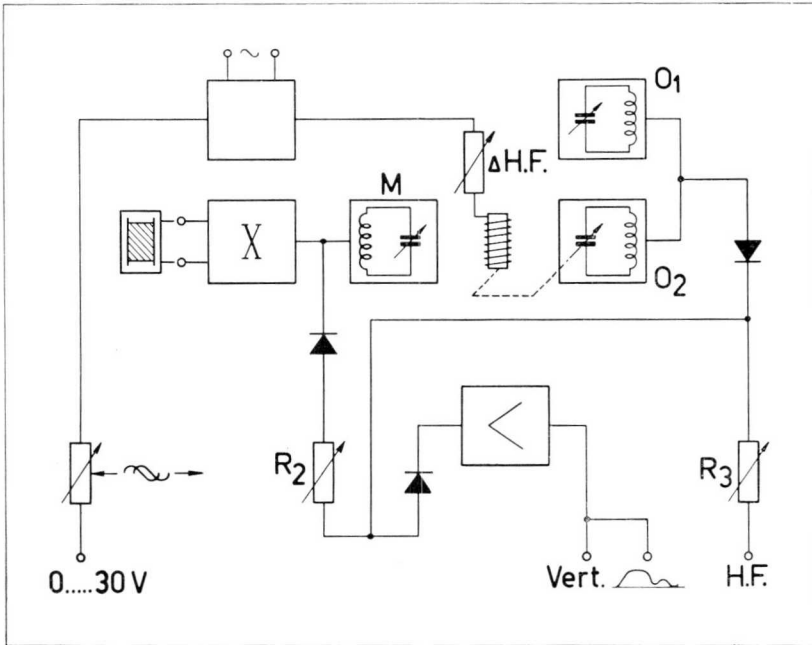 ~
O1
ΔH.F.
M
X
O2
R2
R3
0.....30 V
Vert.
H.F.